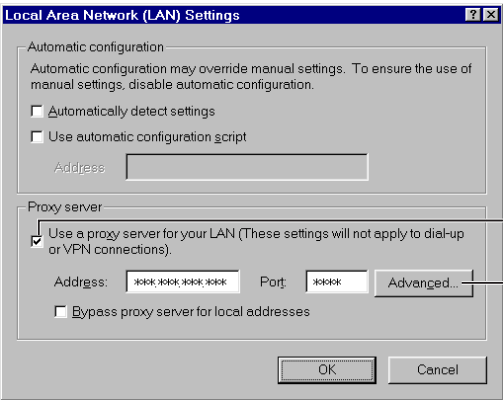 Local Area Network (LAN) Settings
Automatic configuration
Automatic configuration may override manual settings. To ensure the use of
manual settings, disable automatic configuration.
Automatically detect settings
Use automatic configuration script
Address
Proxy server
Use a proxy server for your LAN (These settings will not apply to dial-up
or VPN connections).
Address: ***.***.***.*** Port: **** Advanced...
Bypass proxy server for local addresses
OK Cancel